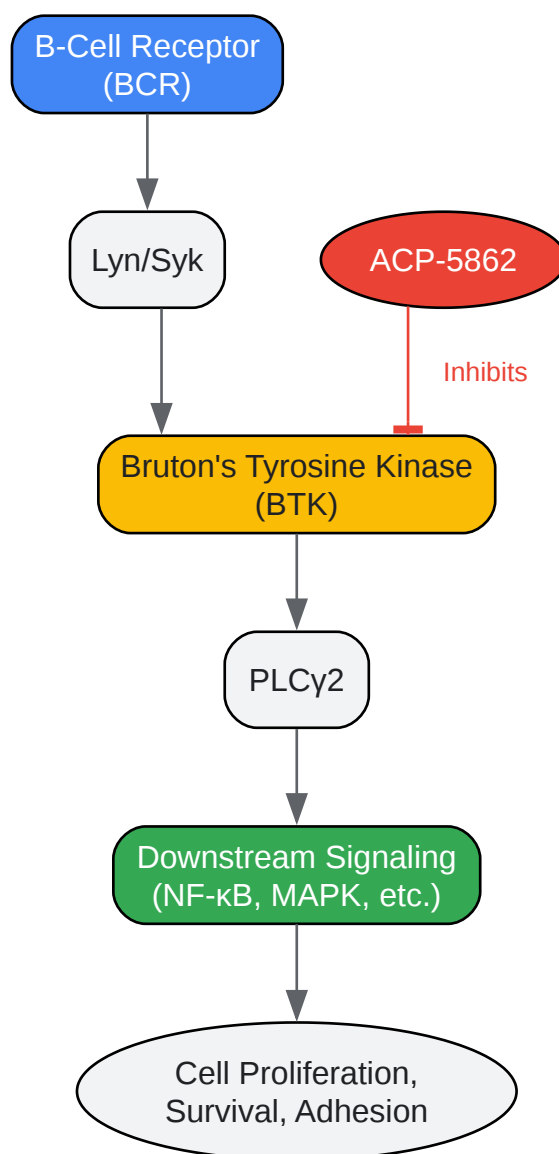 B-Cell Receptor
(BCR)
Lyn/Syk
ACP-5862
Inhibits
Bruton's Tyrosine Kinase
(BTK)
PLCγ2
Downstream Signaling
(NF-κB, MAPK, etc.)
Cell Proliferation,
Survival, Adhesion